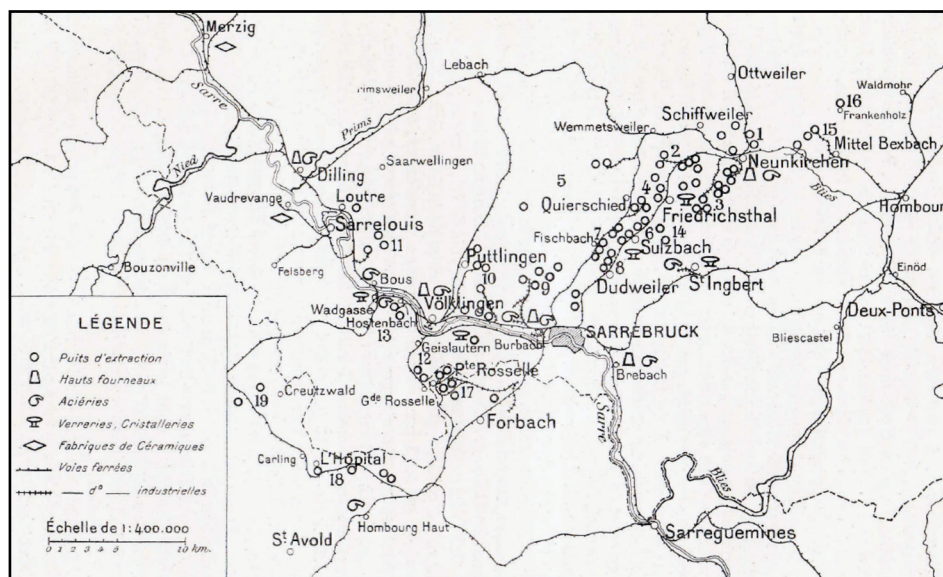 Merzig
Sarre
Lebach
Ottweiler
rimsweiler
Prims
Schiffweiler
Waldmohr
16
Frankenholz
Wemmetsweiler
1
15
Mittel Bexbach
2
Neunkirchen
Nied
Saarwellingen
Dilling
5
4
Blies
Vaudrevange
Loutre
Quierschied
3
Hombour
Friedrichsthal
Sarrelouis
7
6
14
Fischbach
Sulzbach
11
Püttlingen
Bouzonville
Felsberg
8
St Ingbert
Einöd
10
9
Dudweiler
Bous
Völklingen
Deux-Ponts
Wadgasse
Hostenbach
13
Burbach
SARREBRUCK
Bliescastel
Geislautern
12
Pte Rosselle
Brebach
19
Creutzwald
Gde Rosselle
17
Forbach
Sarre
Carling
L'Hôpital
18
Blies
Hombourg Haut
St Avold
Sarreguemines
LÉGENDE
Puits d'extraction
Hauts fourneaux
Aciéries
Verreries, Cristalleries
Fabriques de Céramiques
Voies ferrées
— do — industrielles
Échelle de 1:400.000
0 1 2 3 4 5 10 km.